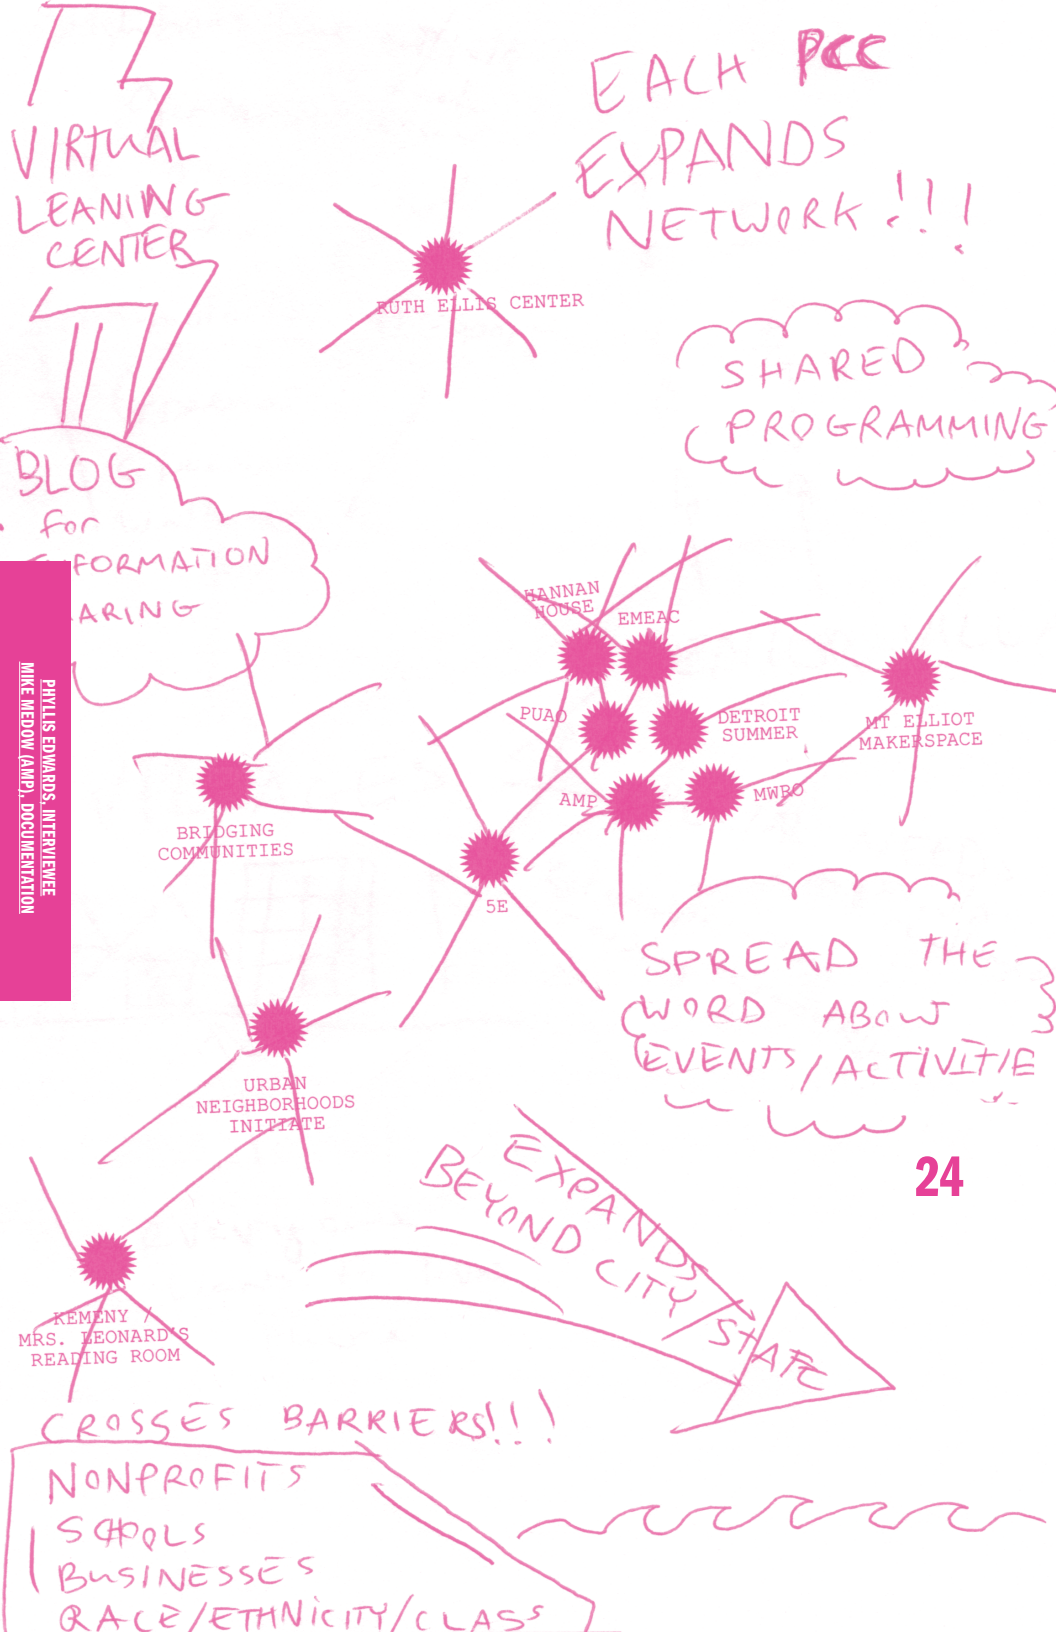 EACH PCC
EXPANDS
NETWORK!!!
VIRTUAL
LEANING
CENTER
RUTH ELLIS CENTER
SHARED
PROGRAMMING
BLOG
for
FORMATION
ARING
HANNAN
HOUSE
EMEAC
PUAO
DETROIT
SUMMER
MT ELLIOT
MAKERSPACE
AMP
MWRO
BRIDGING
COMMUNITIES
5E
PHYLLIS EDWARDS, INTERVIEWEE
MIKE MEDOW (AMP), DOCUMENTATION
SPREAD THE
WORD ABOUT
EVENTS/ACTIVITIE
URBAN
NEIGHBORHOODS
INITIATE
24
EXPANDS
BEYOND CITY/STATE
KEMENY /
MRS. LEONARD'S
READING ROOM
CROSSES BARRIERS!!!
NONPROFITS
SCHOOLS
BUSINESSES
RACE/ETHNICITY/CLASS